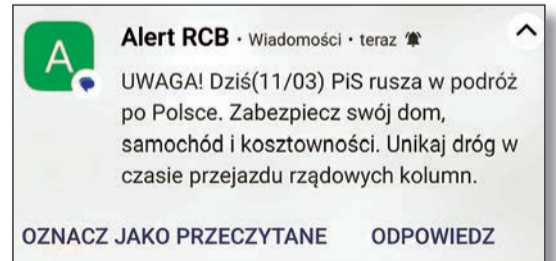 A
Alert RCB • Wiadomości • teraz
UWAGA! Dziś(11/03) PiS rusza w podróż
po Polsce. Zabezpiecz swój dom,
samochód i kosztowności. Unikaj dróg w
czasie przejazdu rządowych kolumn.
OZNACZ JAKO PRZECZYTANE ODPOWIEDZ